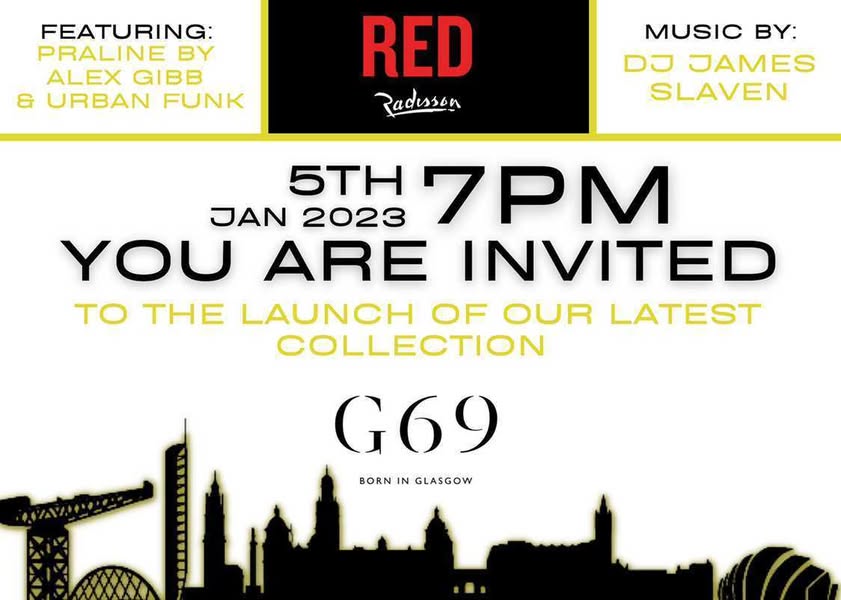 FEATURING:
PRALINE BY
ALEX GIBB
& URBAN FUNK
RED
Radisson
MUSIC BY:
DJ JAMES
SLAVEN
5TH
JAN 2023
7PM
YOU ARE INVITED
TO THE LAUNCH OF OUR LATEST
COLLECTION
G69
BORN IN GLASGOW